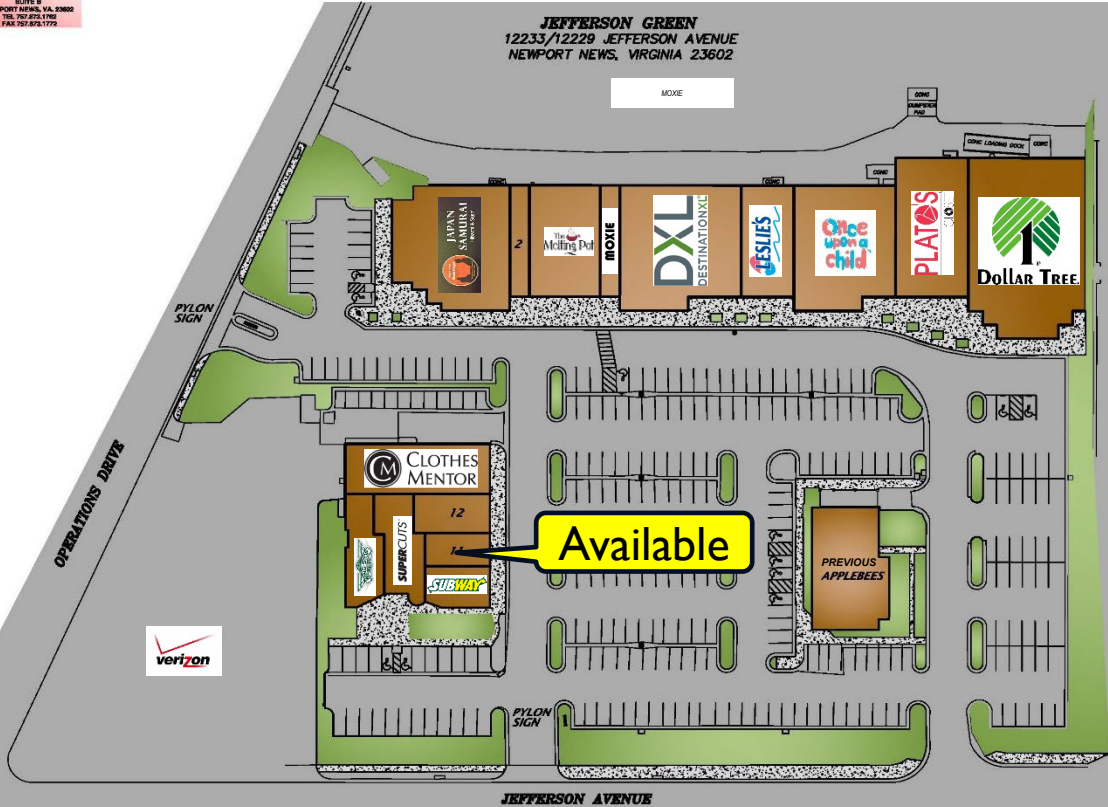 SUITE B
PORT NEWS, VA. 23602
TEL 757.873.1762
FAX 757.873.1772
JEFFERSON GREEN
12233/12229 JEFFERSON AVENUE
NEWPORT NEWS, VIRGINIA 23602
MOXIE
CONC
DUMPSTER
PAD
CONC LOADING DOCK
CONC
CONC
CONC
CONC
JAPAN
SAMURAI
2
The
Melting Pot
MOXIE
DXL
DESTINATIONXL
LESLIE'S
Once
upon a
child
PLATO'S
CLOSET
1
DOLLAR TREE
PYLON
SIGN
OPERATIONS DRIVE
CM
CLOTHES
MENTOR
12
SUPERCUTS
11
Available
SUBWAY
PREVIOUS
APPLEBEES
verizon
PYLON
SIGN
JEFFERSON AVENUE